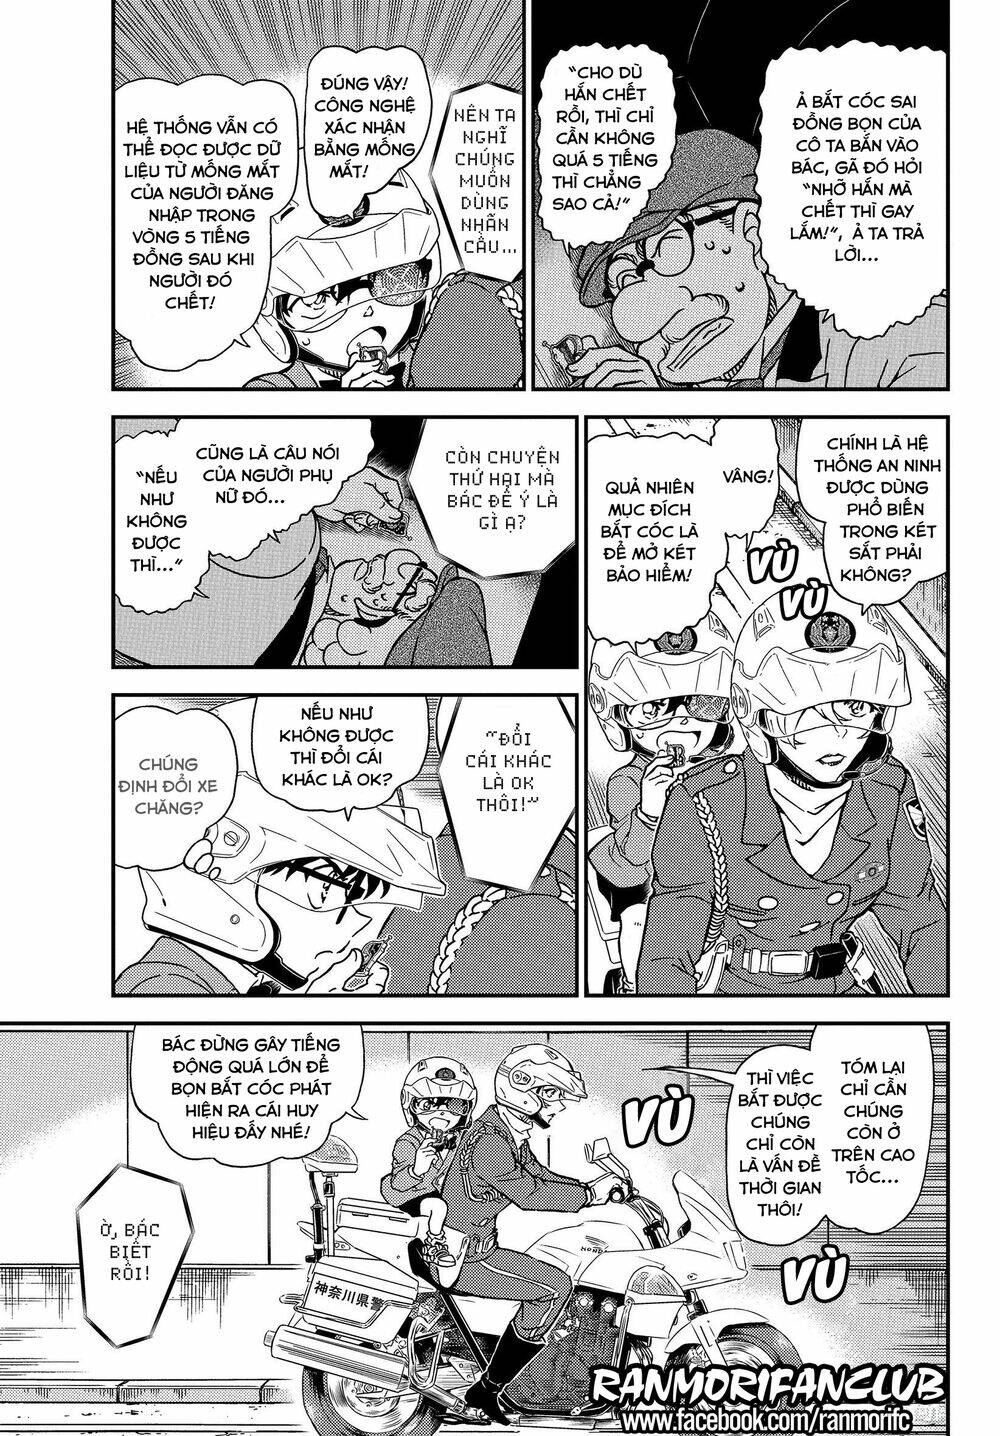 Ả BẮT CÓC SAI
ĐỒNG BỌN CỦA
CÔ TA BẮN VÀO
BÁC, GÃ ĐÓ HỎI
“NHỠ HẮN MÀ
CHẾT THÌ GAY
LẮM!”, Ả TA TRẢ
LỜI...
“CHO DÙ
HẮN CHẾT
RỒI, THÌ CHỈ
CẦN KHÔNG
QUÁ 5 TIẾNG
THÌ CHẲNG
SAO CẢ!”
NÊN TA
NGHĨ
CHÚNG
MUỐN
DÙNG
NHÃN
CẦU...
ĐÚNG VẬY!
CÔNG NGHỆ
XÁC NHẬN
BẰNG MỐNG
MẮT!
HỆ THỐNG VẪN CÓ
THỂ ĐỌC ĐƯỢC DỮ
LIỆU TỪ MỐNG MẮT
CỦA NGƯỜI ĐĂNG
NHẬP TRONG
VÒNG 5 TIẾNG
ĐỒNG SAU KHI
NGƯỜI ĐÓ
CHẾT!
CHÍNH LÀ HỆ
THỐNG AN NINH
ĐƯỢC DÙNG
PHỔ BIẾN
TRONG KÉT
SẮT PHẢI
KHÔNG?
VÂNG!
QUẢ NHIÊN
MỤC ĐÍCH
BẮT CÓC LÀ
ĐỂ MỞ KÉT
BẢO HIỂM!
VÙ
VÙ
CÒN CHUYỆN
THỨ HAI MÀ
BÁC ĐỂ Ý LÀ
GÌ Ạ?
CŨNG LÀ CÂU NÓI
CỦA NGƯỜI PHỤ
NỮ ĐÓ...
“NẾU
NHƯ
KHÔNG
ĐƯỢC
THÌ...“
“ĐỔI
CÁI KHÁC
LÀ OK
THÔI!”
NẾU NHƯ
KHÔNG ĐƯỢC
THÌ ĐỔI CÁI
KHÁC LÀ OK?
CHÚNG
ĐỊNH ĐỔI XE
CHĂNG?
TÓM LẠI
CHỈ CẦN
CHÚNG
CÒN Ở
TRÊN CAO
TỐC...
THÌ VIỆC
BẮT ĐƯỢC
CHÚNG
CHỈ CÒN
LÀ VẤN ĐỀ
THỜI GIAN
THÔI!
VÙ
VÙ
BÁC ĐỪNG GÂY TIẾNG
ĐỘNG QUÁ LỚN ĐỂ
BỌN BẮT CÓC PHÁT
HIỆN RA CÁI HUY
HIỆU ĐẤY NHÉ!
Ờ, BÁC
BIẾT
RỒI!
NONDA
神奈川県警
RANMORIFANCLUB
www.facebook.com/ranmorifc